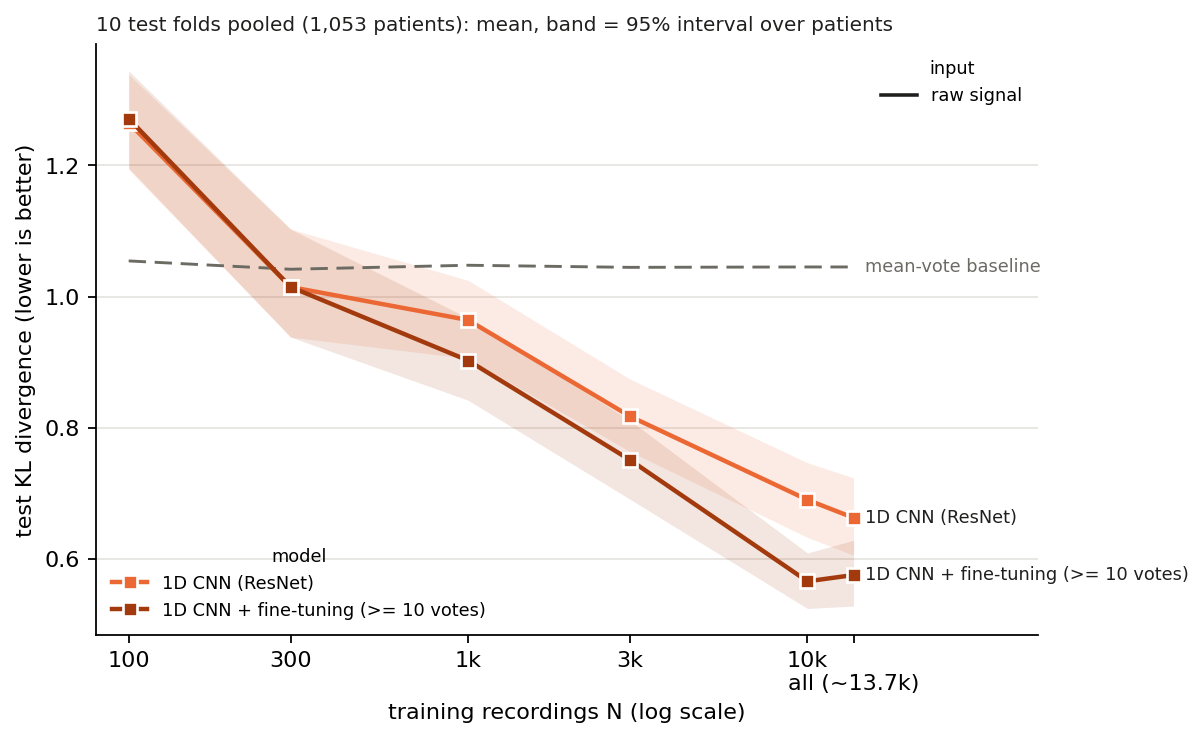 10 test folds pooled (1,053 patients): mean, band = 95% interval over patients
input
raw signal
test KL divergence (lower is better)
1.2
1.0
0.8
0.6
mean-vote baseline
1D CNN (ResNet)
1D CNN + fine-tuning (>= 10 votes)
model
1D CNN (ResNet)
1D CNN + fine-tuning (>= 10 votes)
100
300
1k
3k
10k
all (~13.7k)
training recordings N (log scale)